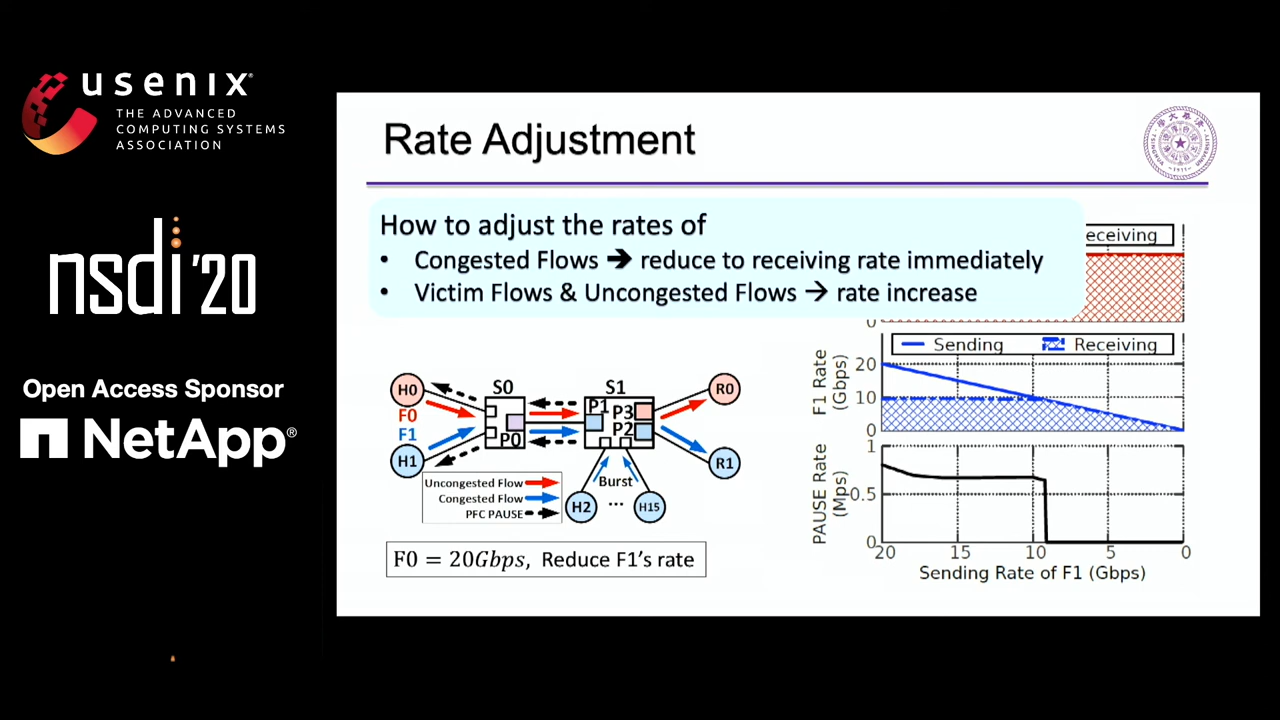 usenix®
THE ADVANCED
COMPUTING SYSTEMS
ASSOCIATION
nsdi '20
Open Access Sponsor
NetApp®
Rate Adjustment
How to adjust the rates of
• Congested Flows → reduce to receiving rate immediately
• Victim Flows & Uncongested Flows → rate increase
eceiving
0
Sending Receiving
F1 Rate
(Gbps)
20
10
0
PAUSE Rate
(Mps)
1
0.5
0
20 15 10 5 0
Sending Rate of F1 (Gbps)
H0 S0 S1 R0
F0 P1 P3
F1 P0 P2
H1 R1
Uncongested Flow
Congested Flow
PFC PAUSE
Burst
H2 ... H15
F0 = 20Gbps, Reduce F1's rate